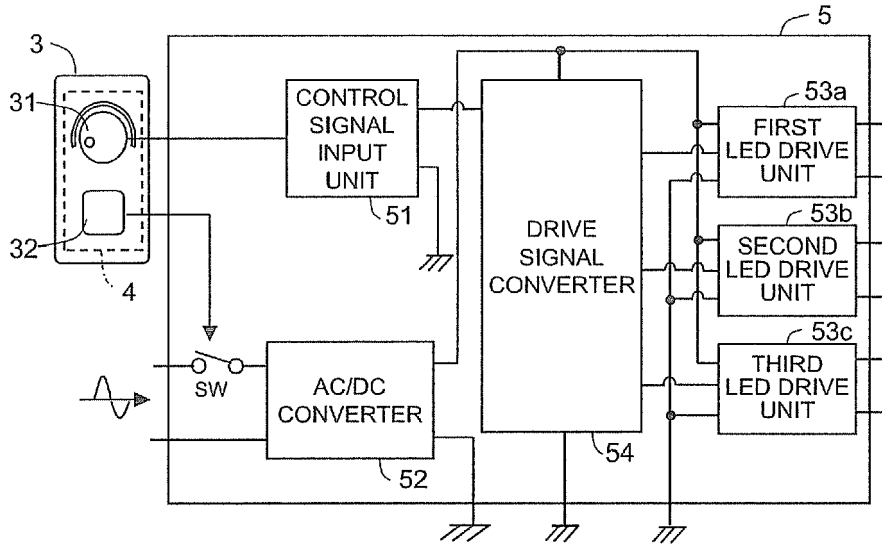 5
3
31
32
4
CONTROL
SIGNAL
INPUT
UNIT
51
SW
AC/DC
CONVERTER
52
DRIVE
SIGNAL
CONVERTER
54
53a
FIRST
LED DRIVE
UNIT
53b
SECOND
LED DRIVE
UNIT
53c
THIRD
LED DRIVE
UNIT